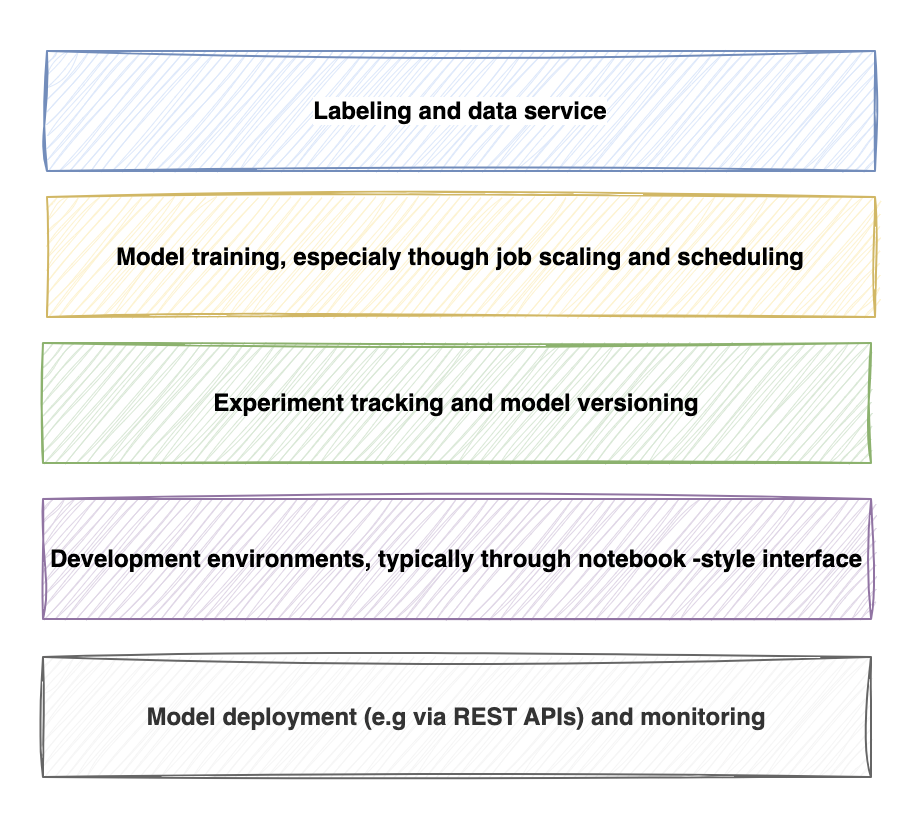 Labeling and data service
Model training, especialy though job scaling and scheduling
Experiment tracking and model versioning
Development environments, typically through notebook -style interface
Model deployment (e.g via REST APIs) and monitoring